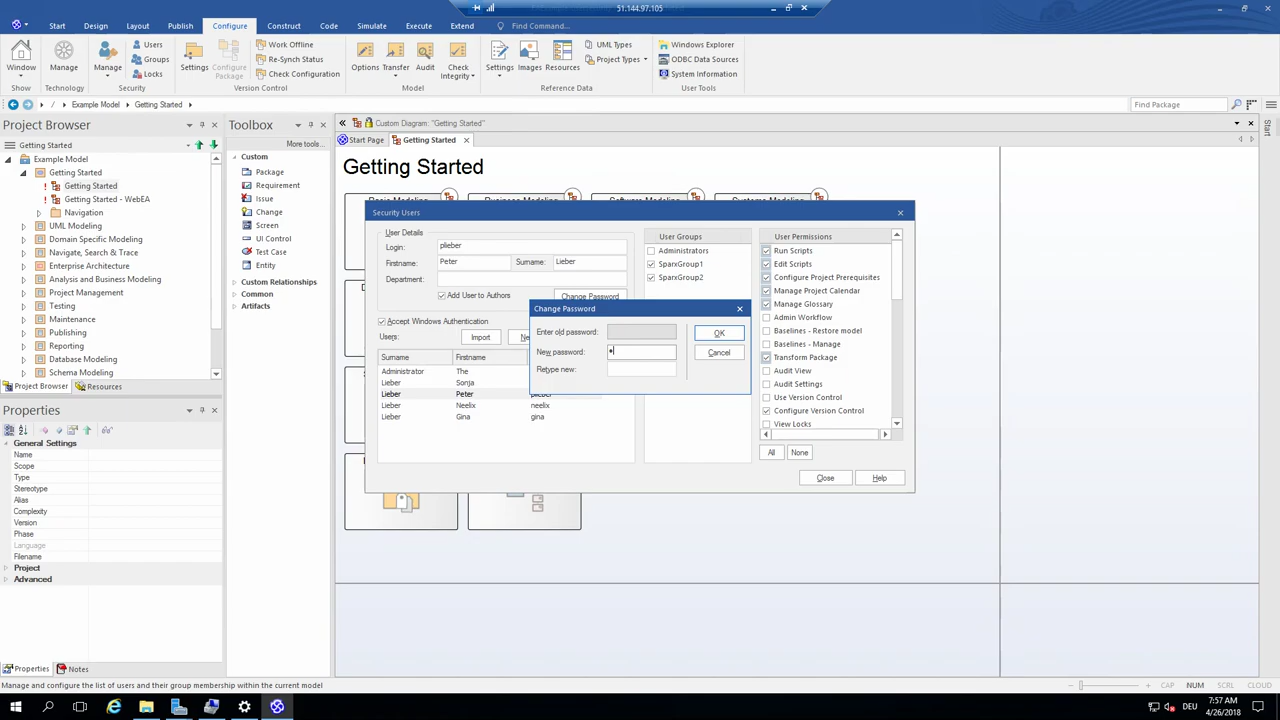 51.144.97.105
Start Design Layout Publish Configure Construct Code Simulate Execute Extend Find Command...
Window Manage Manage Users Groups Locks Settings Configure Package Work Offline Re-Synch Status Check Configuration Options Transfer Audit Check Integrity Settings Images Resources UML Types Project Types Windows Explorer ODBC Data Sources System Information
Show Technology Security Version Control Model Reference Data User Tools
/ Example Model Getting Started Find Package
Project Browser
Getting Started
Example Model
Getting Started
Getting Started
Getting Started - WebEA
Navigation
UML Modeling
Domain Specific Modeling
Navigate, Search & Trace
Enterprise Architecture
Analysis and Business Modeling
Project Management
Testing
Maintenance
Publishing
Reporting
Database Modeling
Schema Modeling
Project Browser Resources
Properties
General Settings
Name
Scope
Type
Stereotype
Alias
Complexity
Version
Phase
Language
Filename
Project
Advanced
Properties Notes
Toolbox
More tools...
Custom
Package
Requirement
Issue
Change
Screen
UI Control
Test Case
Entity
Custom Relationships
Common
Artifacts
Custom Diagram: "Getting Started"
Start Page Getting Started
Start
Getting Started
Security Users
User Details
Login: plieber
Firstname: Peter Surname: Lieber
Department:
Add User to Authors Change Password
Accept Windows Authentication
Users: Import
Surname Firstname
Administrator The
Lieber Sonja
Lieber Peter plieber
Lieber Neelix neelix
Lieber Gina gina
User Groups
Administrators
SparxGroup1
SparxGroup2
User Permissions
Run Scripts
Edit Scripts
Configure Project Prerequisites
Manage Project Calendar
Manage Glossary
Admin Workflow
Baselines - Restore model
Baselines - Manage
Transform Package
Audit View
Audit Settings
Use Version Control
Configure Version Control
View Locks
All None
Close Help
Change Password
Enter old password: OK
New password: Cancel
Retype new:
Manage and configure the list of users and their group membership within the current model
CAP NUM SCRL CLOUD
DEU 7:57 AM
4/26/2018